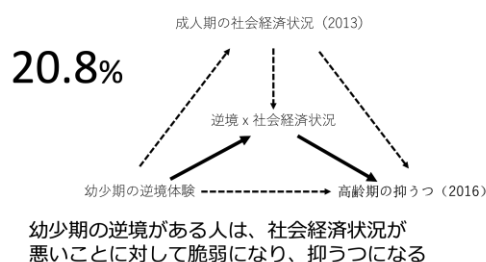 成人期の社会経済状況（2013）
20.8%
逆境 x 社会経済状況
幼少期の逆境体験
高齢期の抑うつ（2016）
幼少期の逆境がある人は、社会経済状況が
悪いことに対して脆弱になり、抑うつになる